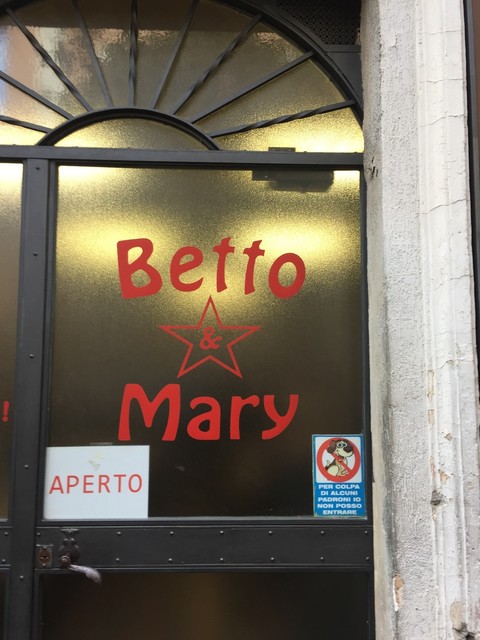 Betto
&
Mary
!
APERTO
PER COLPA
DI ALCUNI
PADRONI IO
NON POSSO
ENTRARE